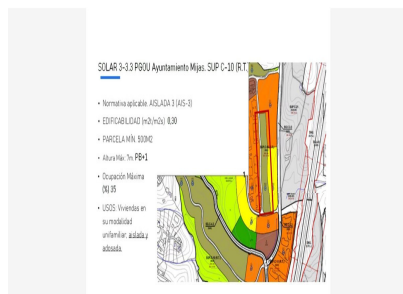 SOLAR 3-3.3 PGOU Ayuntamiento Mijas. SUP C-10 (R.T.
• Normativa aplicable. AISLADA 3 (AIS-3)
• EDIFICABILIDAD (m2t/m2s) 0,30
• PARCELA MÍN. 500M2
• Altura Máx. 7m. PB+1
• Ocupación Máxima
(%) 35
• USOS: Viviendas en
su modalidad
unifamiliar, aislada y
adosada.